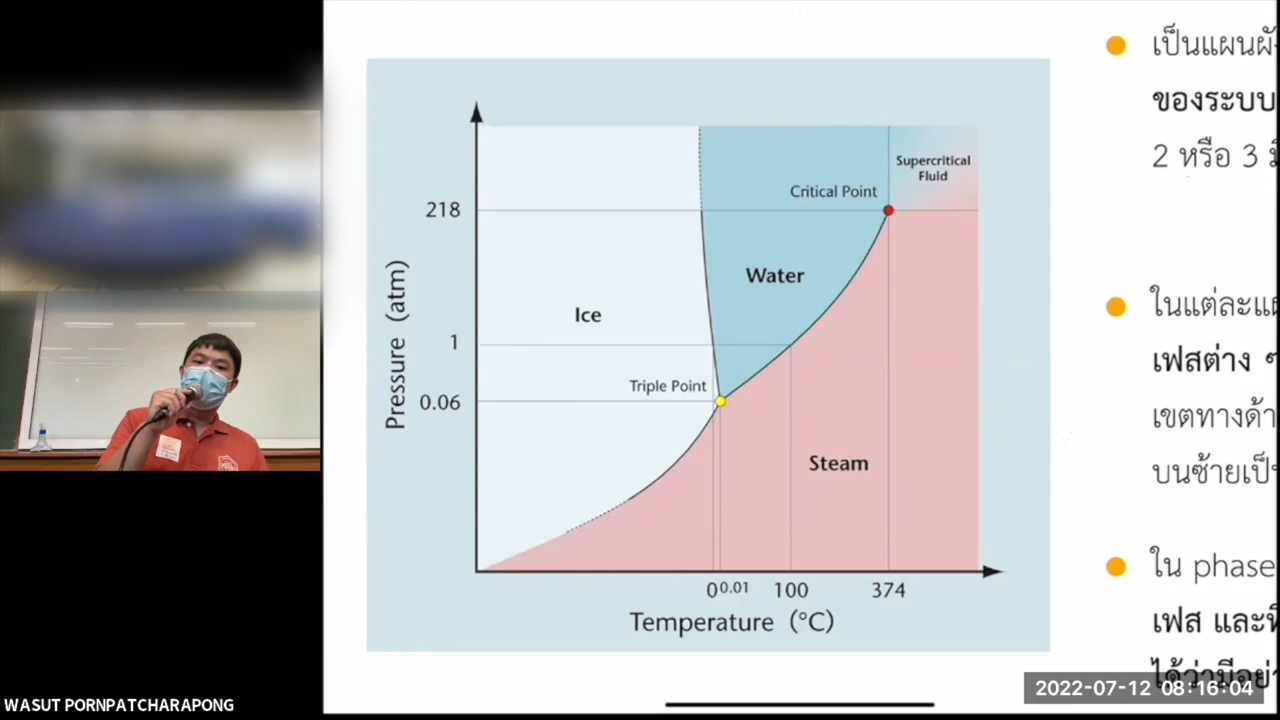 218
1
0.06
Pressure (atm)
Ice
Water
Steam
Critical Point
Supercritical
Fluid
Triple Point
0
0.01
100
374
Temperature (°C)
เป็นแผนผั
ของระบบ
2 หรือ 3
ในแต่ละแ
เฟสต่าง ๆ
เขตทางด้า
บนซ้ายเป็
ใน phase
เฟส และ
2022-07-12 08:16:04
WASUT PORNPATCHARAPONG